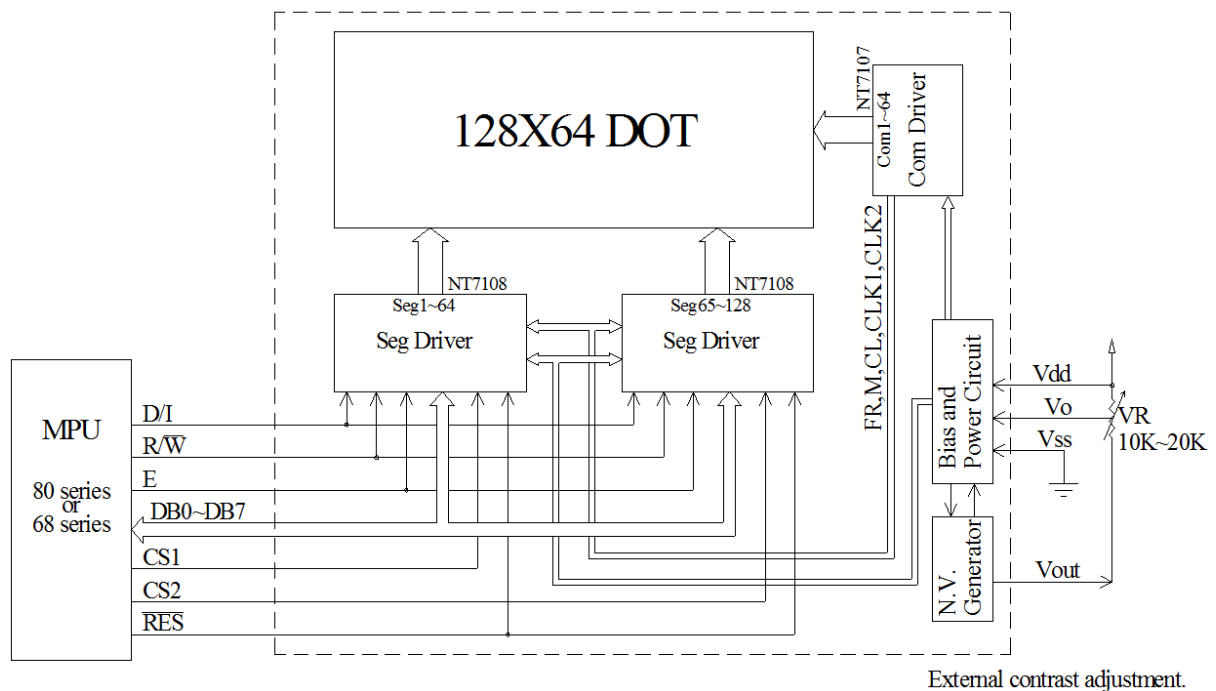 128X64 DOT
NT7107
Com1~64
Com Driver
FR,M,CL,CLK1,CLK2
NT7108
Seg1~64
Seg Driver
NT7108
Seg65~128
Seg Driver
MPU
80 series
or
68 series
D/I
R/W̅
E
DB0~DB7
CS1
CS2
R̅E̅S̅
Bias and
Power Circuit
Vdd
Vo
Vss
VR
10K~20K
N.V.
Generator
Vout
External contrast adjustment.